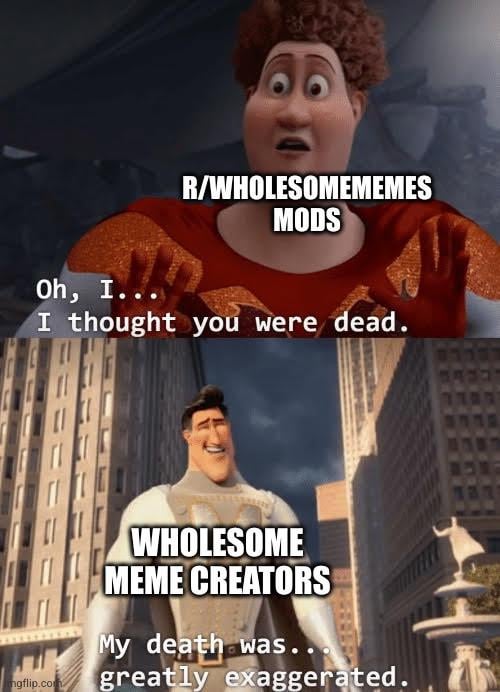 R/WHOLESOMEMEMES
MODS
Oh, I...
I thought you were dead.
WHOLESOME
MEME CREATORS
My death was...
greatly exaggerated.
imgflip.com